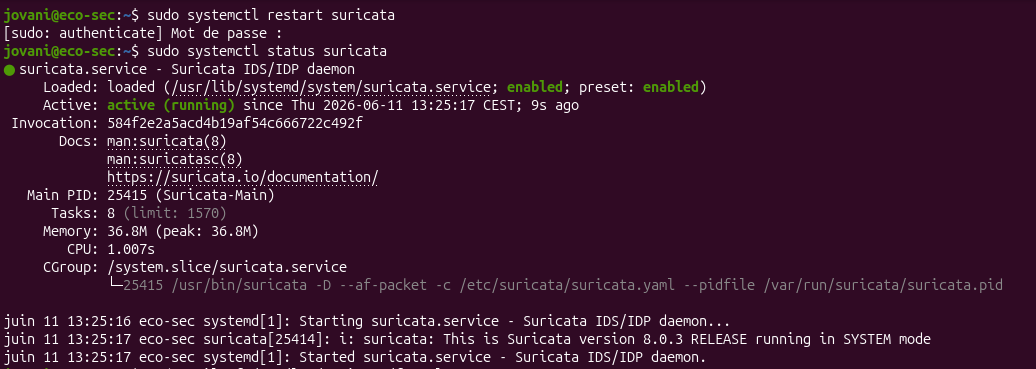 jovani@eco-sec:~$ sudo systemctl restart suricata
[sudo: authenticate] Mot de passe :
jovani@eco-sec:~$ sudo systemctl status suricata
● suricata.service - Suricata IDS/IDP daemon
Loaded: loaded (/usr/lib/systemd/system/suricata.service; enabled; preset: enabled)
Active: active (running) since Thu 2026-06-11 13:25:17 CEST; 9s ago
Invocation: 584f2e2a5acd4b19af54c666722c492f
Docs: man:suricata(8)
man:suricatasc(8)
https://suricata.io/documentation/
Main PID: 25415 (Suricata-Main)
Tasks: 8 (limit: 1570)
Memory: 36.8M (peak: 36.8M)
CPU: 1.007s
CGroup: /system.slice/suricata.service
└─25415 /usr/bin/suricata -D --af-packet -c /etc/suricata/suricata.yaml --pidfile /var/run/suricata/suricata.pid
juin 11 13:25:16 eco-sec systemd[1]: Starting suricata.service - Suricata IDS/IDP daemon...
juin 11 13:25:17 eco-sec suricata[25414]: i: suricata: This is Suricata version 8.0.3 RELEASE running in SYSTEM mode
juin 11 13:25:17 eco-sec systemd[1]: Started suricata.service - Suricata IDS/IDP daemon.